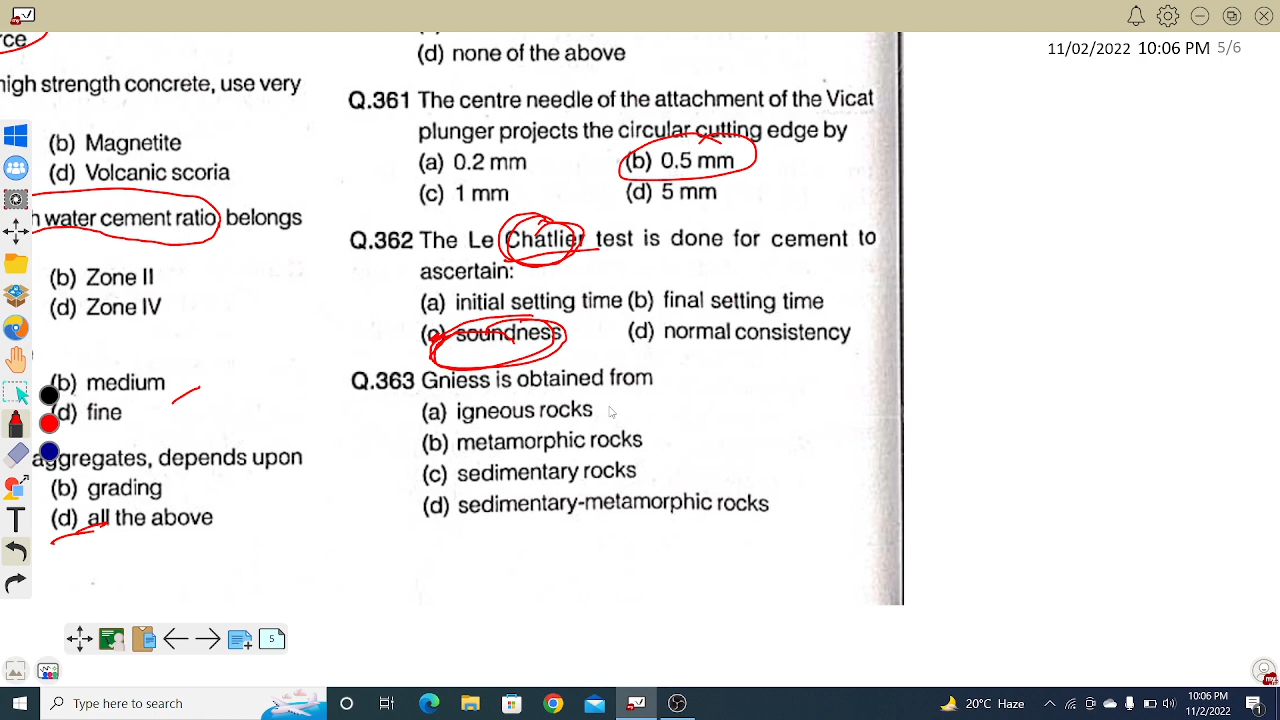 11/02/2022 10:06 PM 5/6
rce
high strength concrete, use very
(b) Magnetite
(d) Volcanic scoria
water cement ratio, belongs
(b) Zone II
(d) Zone IV
(b) medium
(d) fine
aggregates, depends upon
(b) grading
(d) all the above
(d) none of the above
Q.361 The centre needle of the attachment of the Vicat
plunger projects the circular cutting edge by
(a) 0.2 mm (b) 0.5 mm
(c) 1 mm (d) 5 mm
Q.362 The Le Chatlier test is done for cement to
ascertain:
(a) initial setting time (b) final setting time
(c) soundness (d) normal consistency
Q.363 Gniess is obtained from
(a) igneous rocks
(b) metamorphic rocks
(c) sedimentary rocks
(d) sedimentary-metamorphic rocks
T
5
Type here to search
20°C Haze
10:06 PM
11/2/2022